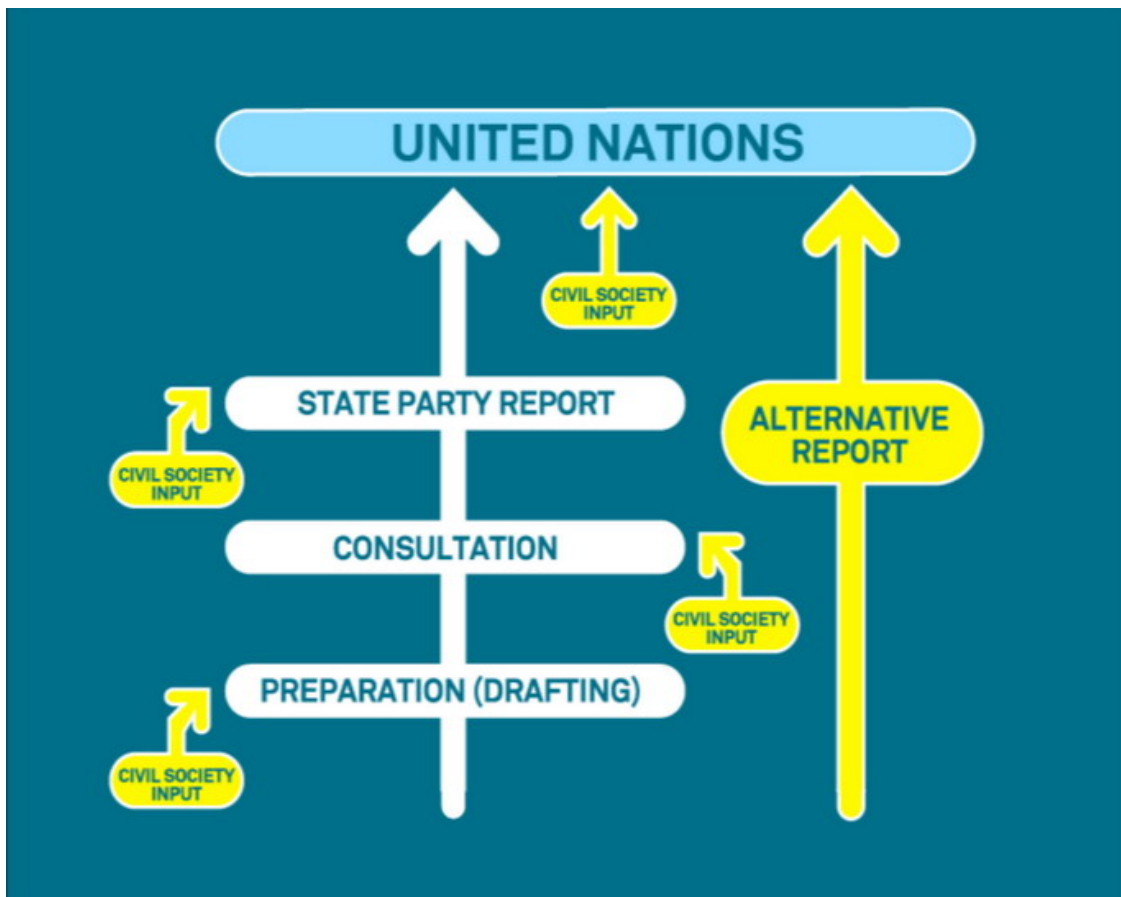 UNITED NATIONS
CIVIL SOCIETY
INPUT
STATE PARTY REPORT
ALTERNATIVE
REPORT
CIVIL SOCIETY
INPUT
CONSULTATION
CIVIL SOCIETY
INPUT
PREPARATION (DRAFTING)
CIVIL SOCIETY
INPUT